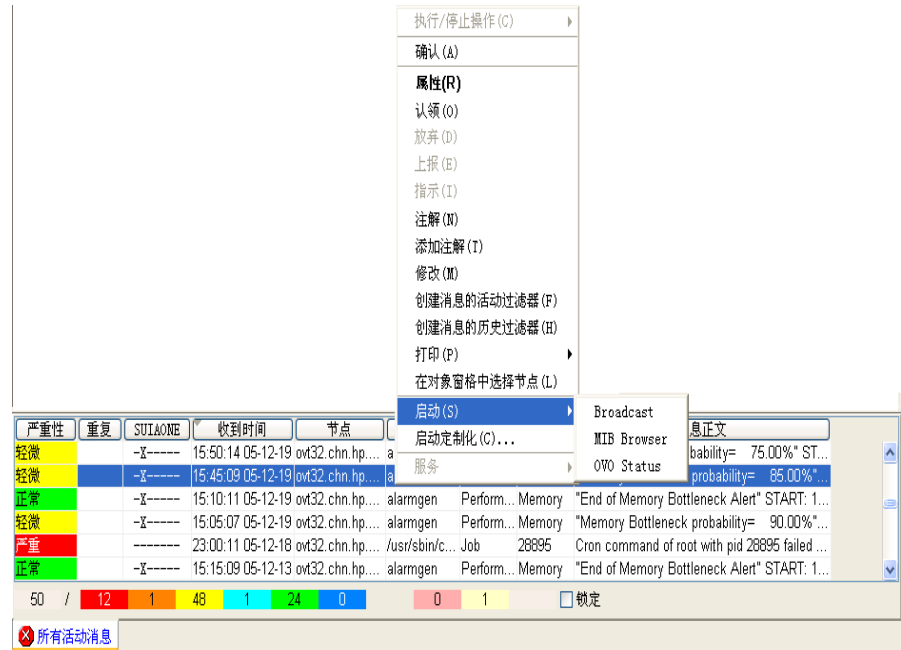 执行/停止操作(C)
确认(A)
属性(R)
认领(O)
放弃(D)
上报(E)
指示(I)
注解(N)
添加注解(T)
修改(M)
创建消息的活动过滤器(F)
创建消息的历史过滤器(H)
打印(P)
在对象窗格中选择节点(L)
启动(S)
启动定制化(C)...
服务
Broadcast
MIB Browser
OVO Status
严重性 重复 SUIAONE 收到时间 节点 息正文
轻微 -X----- 15:50:14 05-12-19 ovt32.chn.hp.... a bability= 75.00%" ST...
轻微 -X----- 15:45:09 05-12-19 ovt32.chn.hp.... a probability= 85.00%"...
正常 -X----- 15:10:11 05-12-19 ovt32.chn.hp.... alarmgen Perform... Memory "End of Memory Bottleneck Alert" START: 1...
轻微 -X----- 15:05:07 05-12-19 ovt32.chn.hp.... alarmgen Perform... Memory "Memory Bottleneck probability= 90.00%"...
严重 ------- 23:00:11 05-12-18 ovt32.chn.hp.... /usr/sbin/c... Job 28895 Cron command of root with pid 28895 failed ...
正常 -X----- 15:15:09 05-12-13 ovt32.chn.hp.... alarmgen Perform... Memory "End of Memory Bottleneck Alert" START: 1...
50 / 12 1 48 1 24 0 0 1 锁定
所有活动消息